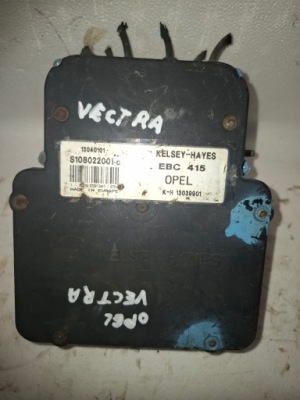 VECTRA
13040101
KELSEY-HAYES
S108022001
EBC 415
OPEL
MADE IN EUROPE
K-H 13039901
OPEL
VECTRA